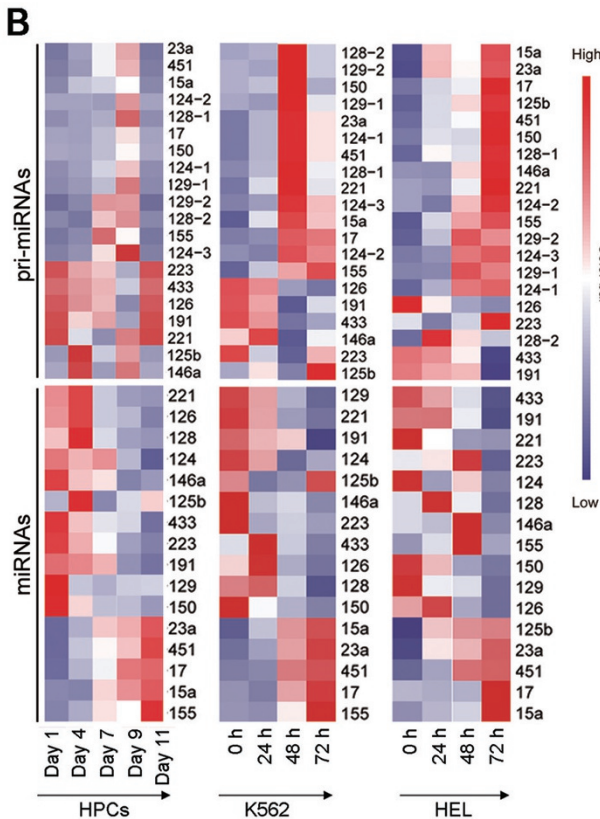 B
pri-miRNAs
23a
451
15a
124-2
128-1
17
150
124-1
129-1
129-2
128-2
155
124-3
223
433
126
191
221
125b
146a
128-2
129-2
150
129-1
23a
124-1
451
128-1
221
124-3
15a
17
124-2
155
126
191
433
146a
223
125b
15a
23a
17
125b
451
150
128-1
146a
221
124-2
155
129-2
124-3
129-1
124-1
126
223
128-2
433
191
High
Low
miRNAs
221
126
128
124
146a
125b
433
223
191
129
150
23a
451
17
15a
155
129
221
191
124
125b
146a
223
433
126
128
150
15a
23a
451
17
155
433
191
221
223
124
128
146a
155
150
129
126
125b
23a
451
17
15a
Day 1
Day 4
Day 7
Day 9
Day 11
0 h
24 h
48 h
72 h
0 h
24 h
48 h
72 h
HPCs
K562
HEL